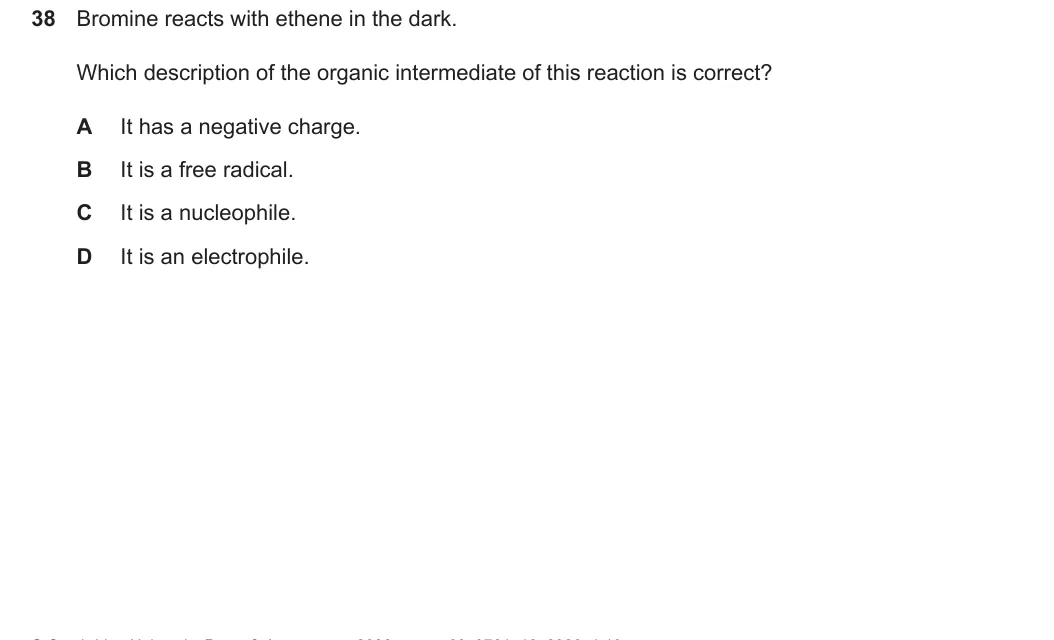 38 Bromine reacts with ethene in the dark.
Which description of the organic intermediate of this reaction is correct?
A It has a negative charge.
B It is a free radical.
C It is a nucleophile.
D It is an electrophile.